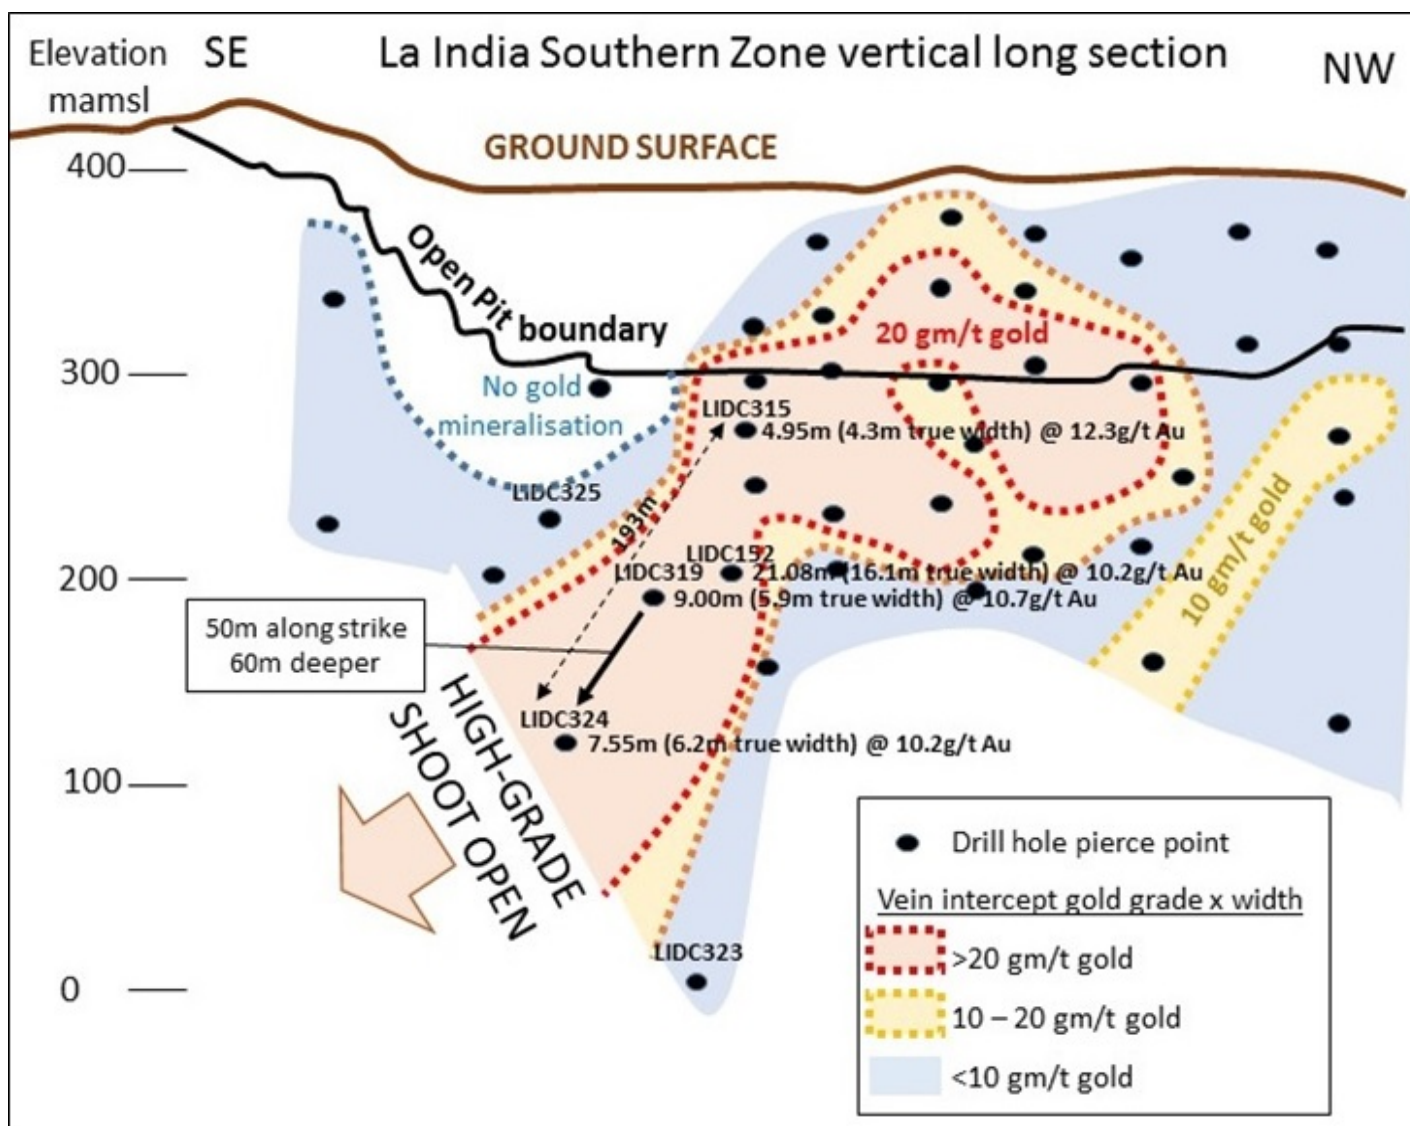 Elevation
mamsl
SE
La India Southern Zone vertical long section
NW
GROUND SURFACE
400
Open Pit boundary
20 gm/t gold
300
No gold
mineralisation
LIDC315
4.95m (4.3m true width) @ 12.3g/t Au
LIDC325
193m
10 gm/t gold
LIDC152
200
21.08m (16.1m true width) @ 10.2g/t Au
LIDC319
9.00m (5.9m true width) @ 10.7g/t Au
50m along strike
60m deeper
LIDC324
7.55m (6.2m true width) @ 10.2g/t Au
HIGH-GRADE
SHOOT OPEN
100
LIDC323
0
Drill hole pierce point
Vein intercept gold grade x width
>20 gm/t gold
10 – 20 gm/t gold
<10 gm/t gold